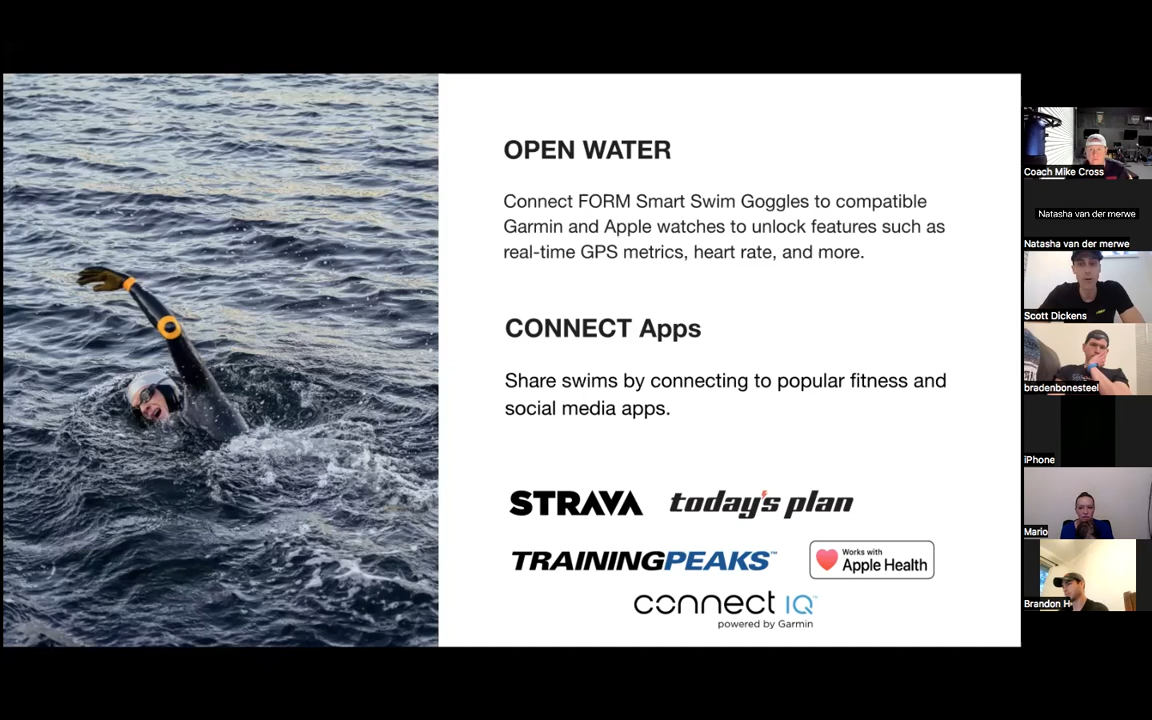 OPEN WATER
Connect FORM Smart Swim Goggles to compatible
Garmin and Apple watches to unlock features such as
real-time GPS metrics, heart rate, and more.
CONNECT Apps
Share swims by connecting to popular fitness and
social media apps.
STRAVA
today's plan
TRAININGPEAKS™
Works with
Apple Health
connect IQ™
powered by Garmin
Coach Mike Cross
Natasha van der merwe
Natasha van der merwe
Scott Dickens
bradenbonesteel
iPhone
Mario
Brandon H